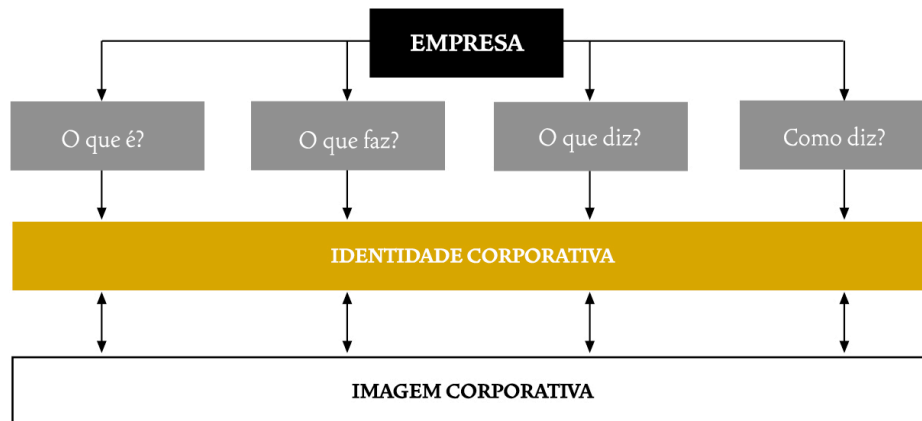 EMPRESA
O que é?
O que faz?
O que diz?
Como diz?
IDENTIDADE CORPORATIVA
IMAGEM CORPORATIVA